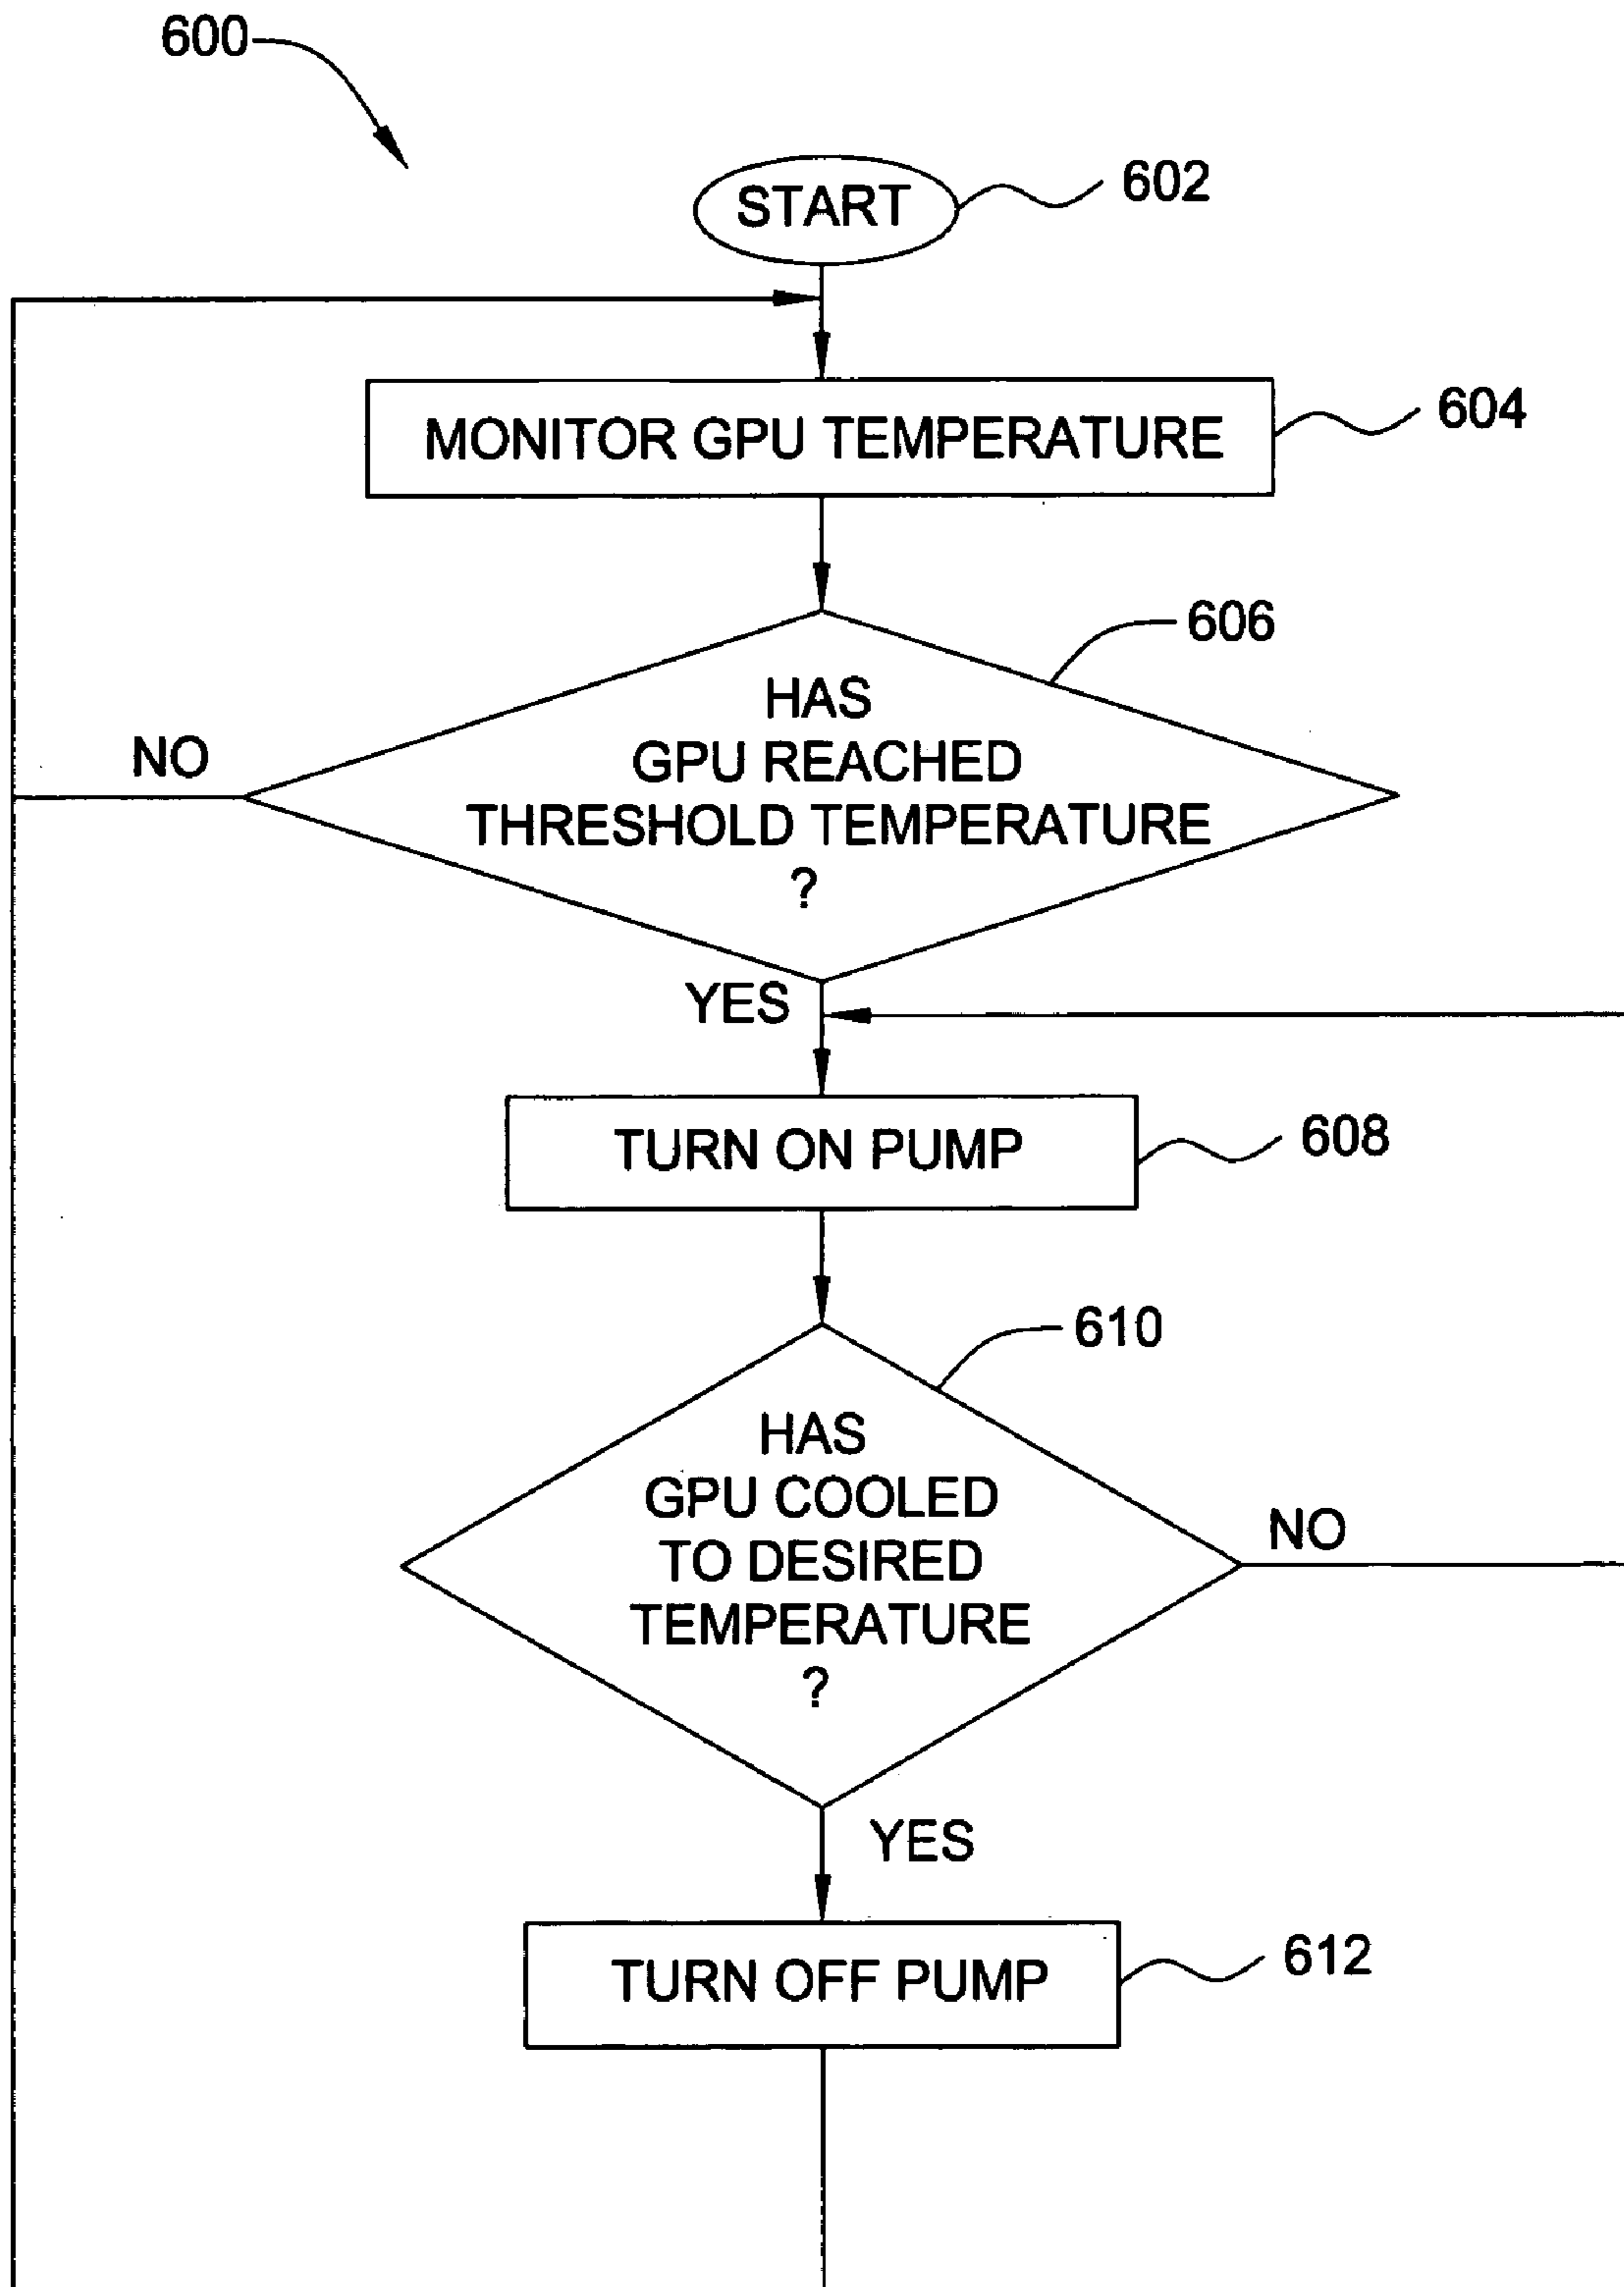 600
START
602
MONITOR GPU TEMPERATURE
604
606
HAS
GPU REACHED
THRESHOLD TEMPERATURE
?
NO
YES
TURN ON PUMP
608
610
HAS
GPU COOLED
TO DESIRED
TEMPERATURE
?
NO
YES
TURN OFF PUMP
612